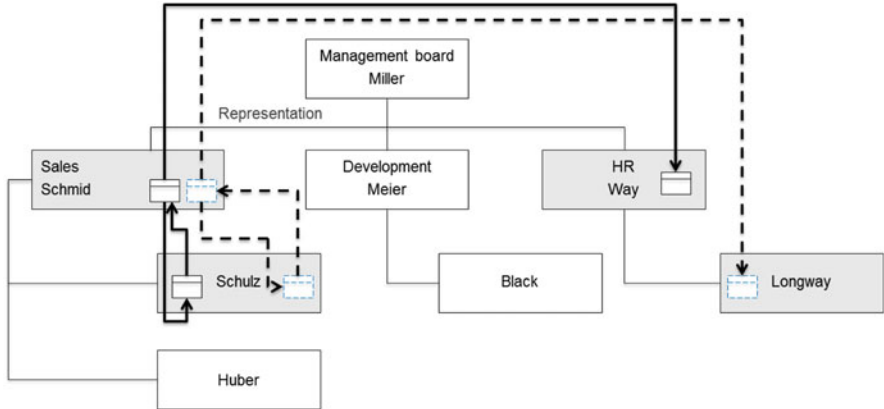 Management board
Miller
Representation
Sales
Schmid
Development
Meier
HR
Way
Schulz
Black
Longway
Huber